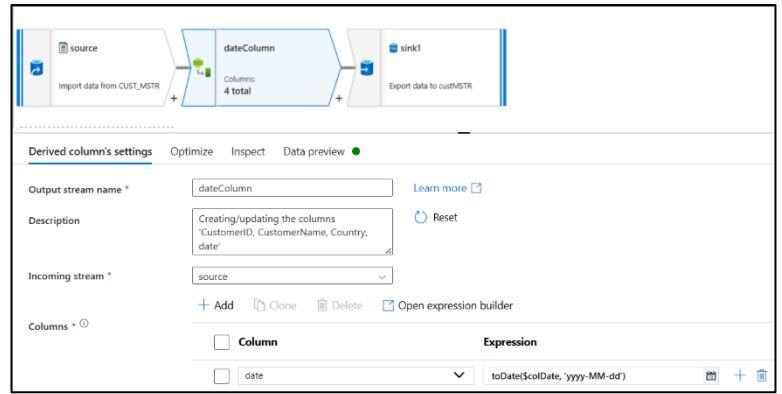 source
Import data from CUST_MSTR
+
dateColumn
Columns:
4 total
+
sink1
Export data to custMSTR
Derived column's settings Optimize Inspect Data preview
Output stream name * dateColumn Learn more
Description Creating/updating the columns Reset
'CustomerID, CustomerName, Country,
date'
Incoming stream * source
+ Add Clone Delete Open expression builder
Columns *
Column Expression
date toDate($colDate, 'yyyy-MM-dd') +